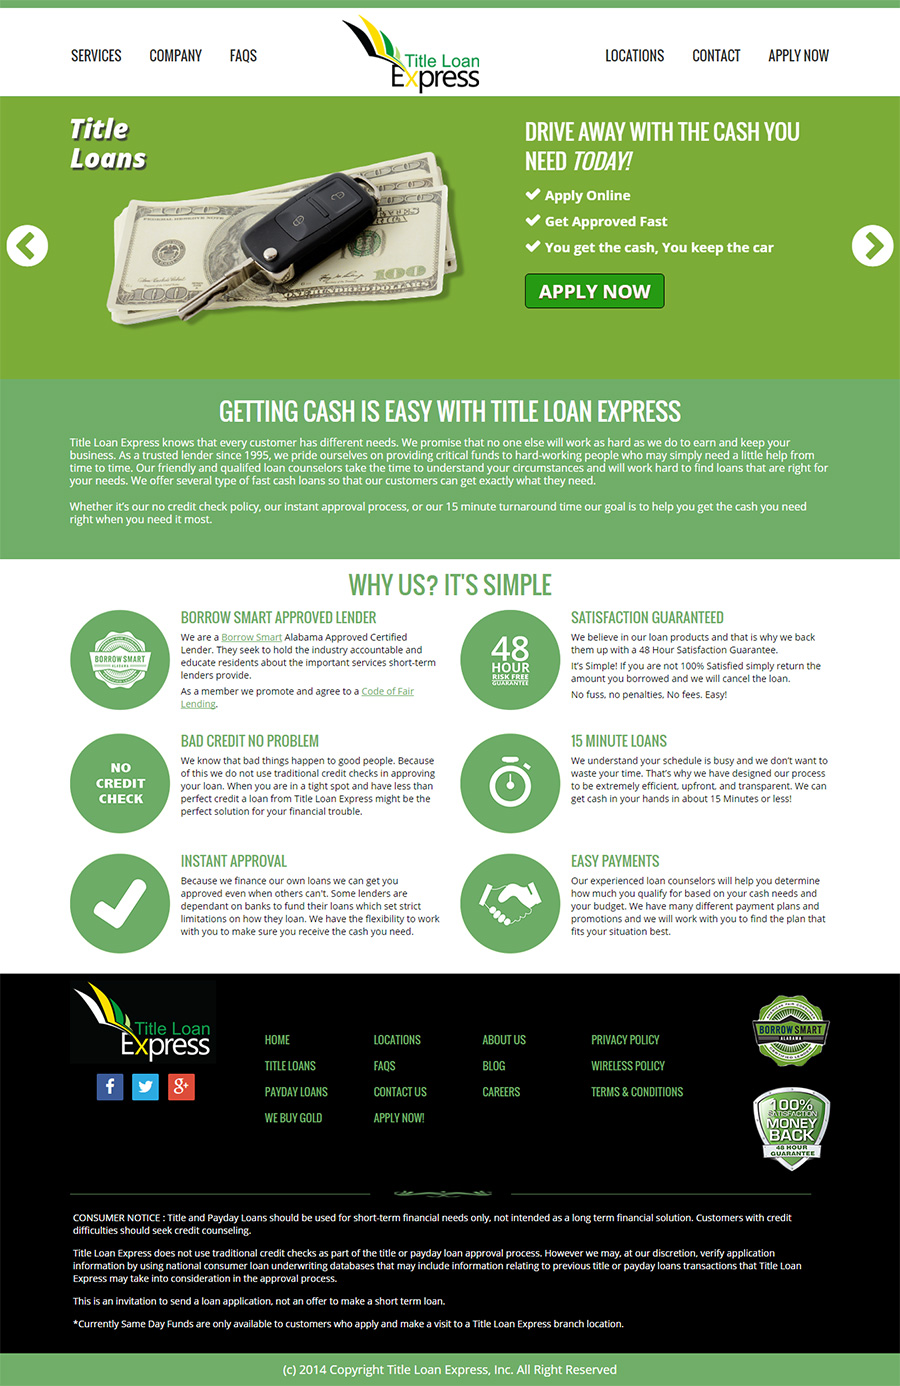 SERVICES
COMPANY
FAQS
Title Loan
Express
LOCATIONS
CONTACT
APPLY NOW
Title
Loans
DRIVE AWAY WITH THE CASH YOU
NEED TODAY!
Apply Online
Get Approved Fast
You get the cash, You keep the car
APPLY NOW
GETTING CASH IS EASY WITH TITLE LOAN EXPRESS
Title Loan Express knows that every customer has different needs. We promise that no one else will work as hard as we do to earn and keep your
business. As a trusted lender since 1995, we pride ourselves on providing critical funds to hard-working people who may simply need a little help from
time to time. Our friendly and qualifed loan counselors take the time to understand your circumstances and will work hard to find loans that are right for
your needs. We offer several type of fast cash loans so that our customers can get exactly what they need.
Whether it's our no credit check policy, our instant approval process, or our 15 minute turnaround time our goal is to help you get the cash you need
right when you need it most.
WHY US? IT'S SIMPLE
BORROW SMART
ALABAMA
BORROW SMART APPROVED LENDER
We are a Borrow Smart Alabama Approved Certified
Lender. They seek to hold the industry accountable and
educate residents about the important services short-term
lenders provide.
As a member we promote and agree to a Code of Fair
Lending.
48
HOUR
RISK FREE
GUARANTEE
SATISFACTION GUARANTEED
We believe in our loan products and that is why we back
them up with a 48 Hour Satisfaction Guarantee.
It's Simple! If you are not 100% Satisfied simply return the
amount you borrowed and we will cancel the loan.
No fuss, no penalties, No fees. Easy!
NO
CREDIT
CHECK
BAD CREDIT NO PROBLEM
We know that bad things happen to good people. Because
of this we do not use traditional credit checks in approving
your loan. When you are in a tight spot and have less than
perfect credit a loan from Title Loan Express might be the
perfect solution for your financial trouble.
15 MINUTE LOANS
We understand your schedule is busy and we don't want to
waste your time. That's why we have designed our process
to be extremely efficient, upfront, and transparent. We can
get cash in your hands in about 15 Minutes or less!
INSTANT APPROVAL
Because we finance our own loans we can get you
approved even when others can't. Some lenders are
dependant on banks to fund their loans which set strict
limitations on how they loan. We have the flexibility to work
with you to make sure you receive the cash you need.
EASY PAYMENTS
Our experienced loan counselors will help you determine
how much you qualify for based on your cash needs and
your budget. We have many different payment plans and
promotions and we will work with you to find the plan that
fits your situation best.
Title Loan
Express
HOME
TITLE LOANS
PAYDAY LOANS
WE BUY GOLD
LOCATIONS
FAQS
CONTACT US
APPLY NOW!
ABOUT US
BLOG
CAREERS
PRIVACY POLICY
WIRELESS POLICY
TERMS & CONDITIONS
BORROW SMART
ALABAMA
100%
SATISFACTION
MONEY
BACK
48 HOUR
GUARANTEE
CONSUMER NOTICE : Title and Payday Loans should be used for short-term financial needs only, not intended as a long term financial solution. Customers with credit
difficulties should seek credit counseling.
Title Loan Express does not use traditional credit checks as part of the title or payday loan approval process. However we may, at our discretion, verify application
information by using national consumer loan underwriting databases that may include information relating to previous title or payday loans transactions that Title Loan
Express may take into consideration in the approval process.
This is an invitation to send a loan application, not an offer to make a short term loan.
*Currently Same Day Funds are only available to customers who apply and make a visit to a Title Loan Express branch location.
(c) 2014 Copyright Title Loan Express, Inc. All Right Reserved